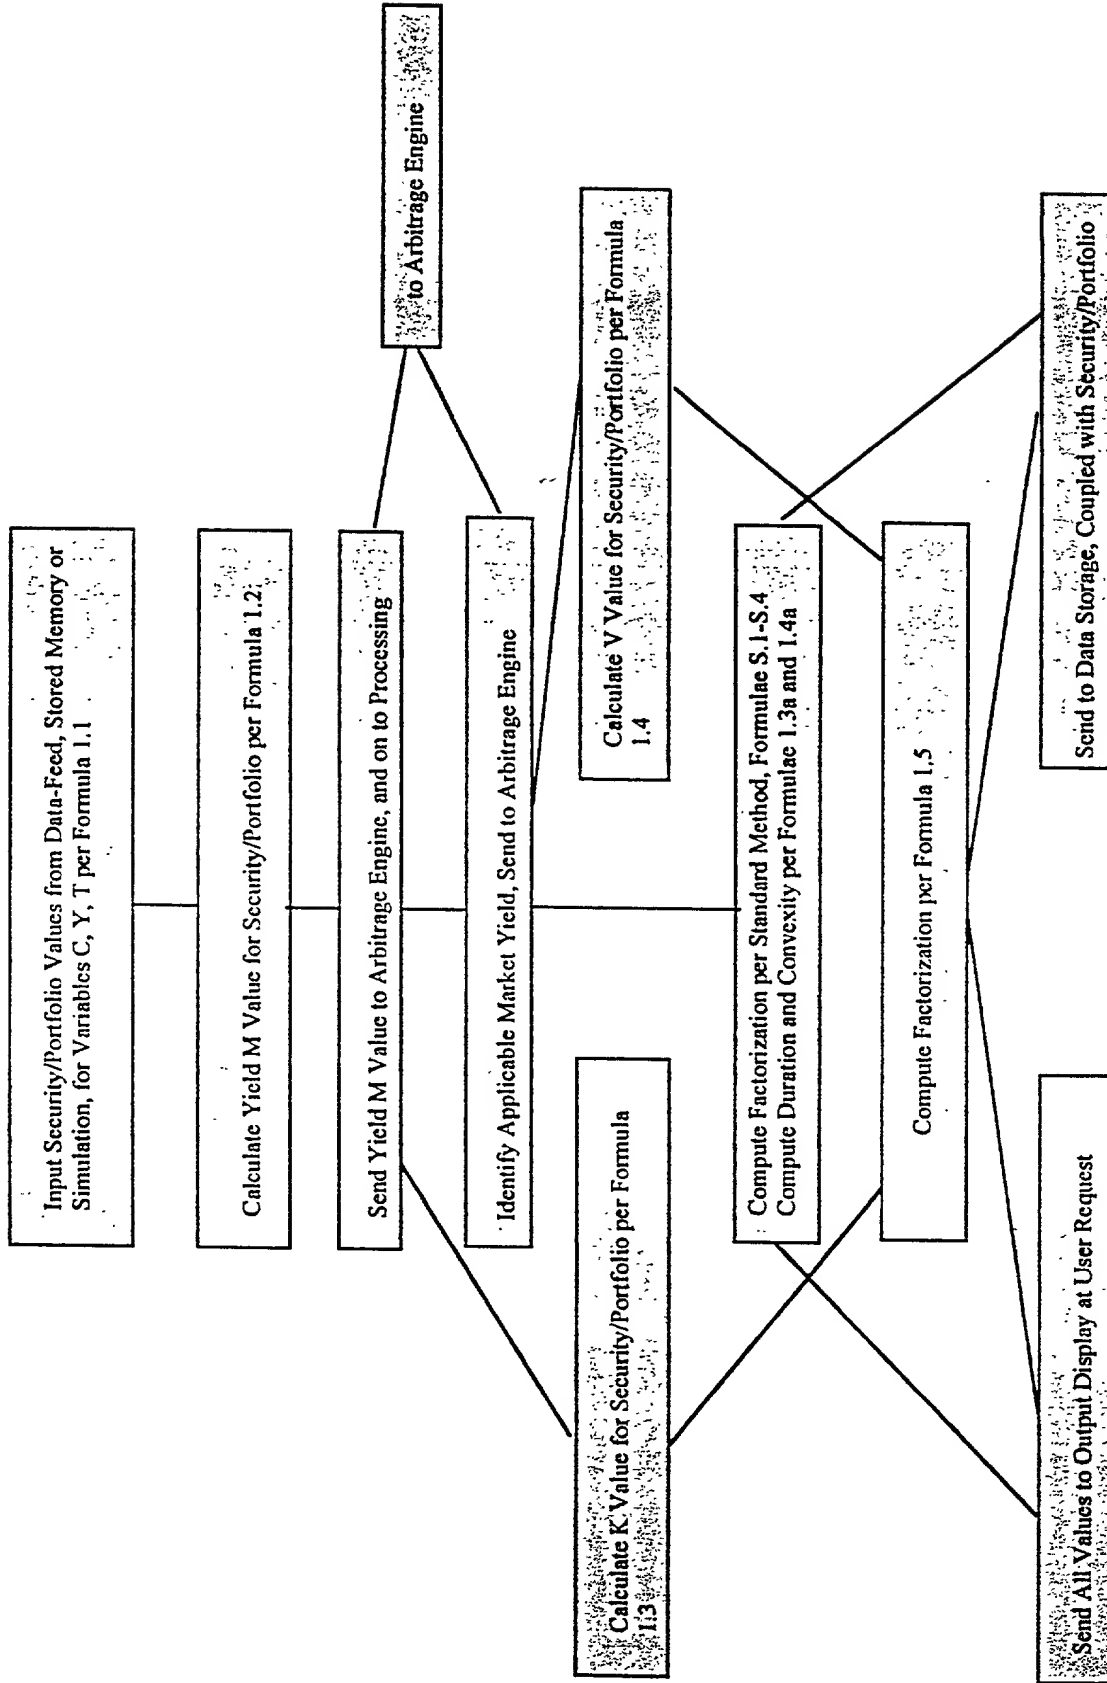 Input Security/Portfolio Values from Data-Feed, Stored Memory or
Simulation, for Variables C, Y, T per Formula 1.1
Calculate Yield M Value for Security/Portfolio per Formula 1.2
Send Yield M Value to Arbitrage Engine, and on to Processing
to Arbitrage Engine
Identify Applicable Market Yield, Send to Arbitrage Engine
Calculate K Value for Security/Portfolio per Formula
1.3
Calculate V Value for Security/Portfolio per Formula
1.4
Compute Factorization per Standard Method, Formulae S.1-S.4
Compute Duration and Convexity per Formulae 1.3a and 1.4a
Compute Factorization per Formula 1.5
Send All Values to Output Display at User Request
Send to Data Storage, Coupled with Security/Portfolio